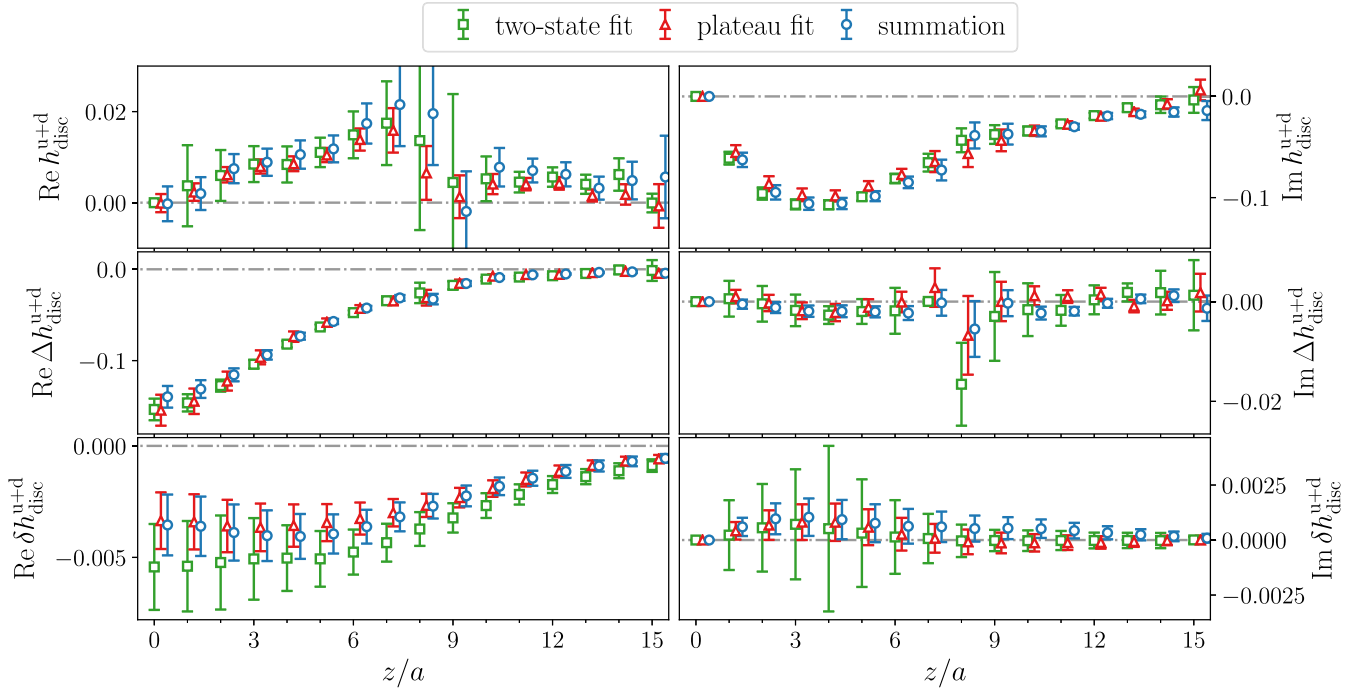 two-state fit plateau fit summation
Re h^{u+d}_{disc}
0.02
0.00
Im h^{u+d}_{disc}
0.0
−0.1
Re Δh^{u+d}_{disc}
0.0
−0.1
Im Δh^{u+d}_{disc}
0.00
−0.02
Re δh^{u+d}_{disc}
0.000
−0.005
Im δh^{u+d}_{disc}
0.0025
0.0000
−0.0025
0 3 6 9 12 15
0 3 6 9 12 15
z/a
z/a